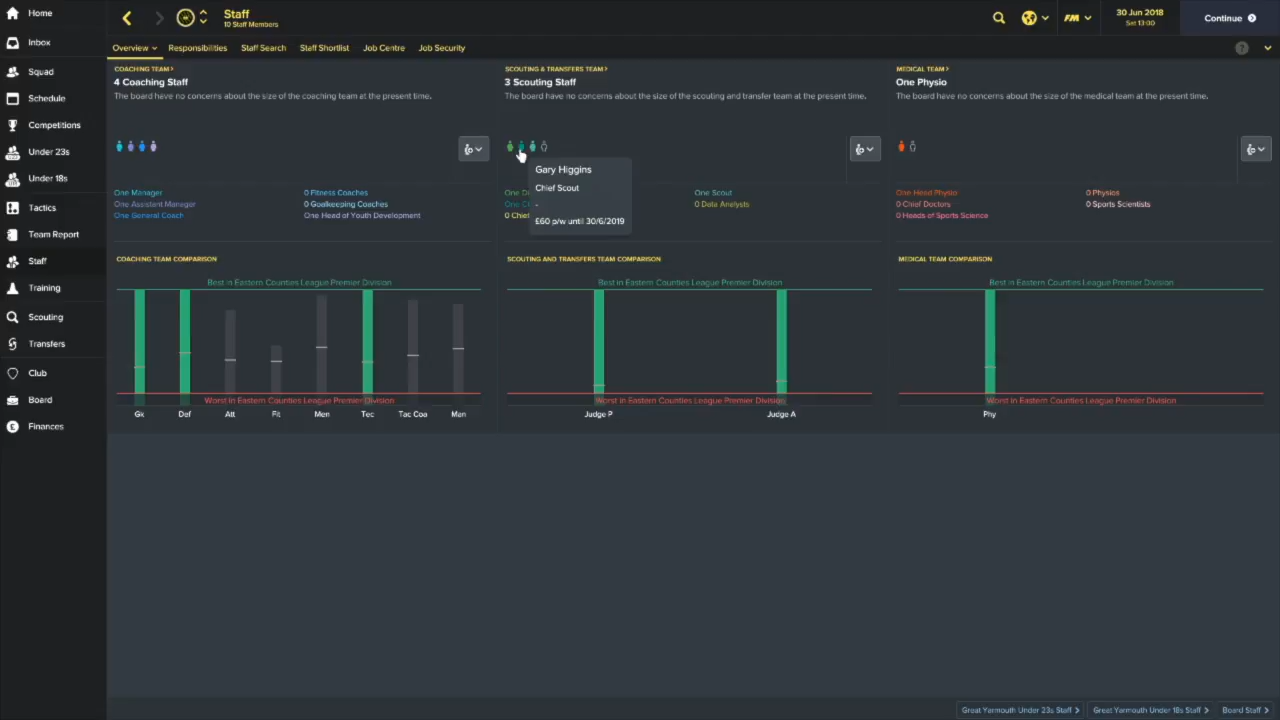 Home
Inbox
Squad
Schedule
Competitions
Under 23s
Under 18s
Tactics
Team Report
Staff
Training
Scouting
Transfers
Club
Board
Finances
Staff
10 Staff Members
FM
30 Jun 2018
Sat 13:00
Continue
Overview
Responsibilities
Staff Search
Staff Shortlist
Job Centre
Job Security
COACHING TEAM >
4 Coaching Staff
The board have no concerns about the size of the coaching team at the present time.
One Manager
One Assistant Manager
One General Coach
0 Fitness Coaches
0 Goalkeeping Coaches
One Head of Youth Development
COACHING TEAM COMPARISON
Best in Eastern Counties League Premier Division
Worst in Eastern Counties League Premier Division
Gk Def Att Fit Men Tec Tac Coa Man
SCOUTING & TRANSFERS TEAM >
3 Scouting Staff
The board have no concerns about the size of the scouting and transfer team at the present time.
Gary Higgins
Chief Scout
-
£60 p/w until 30/6/2019
One
One
0 Chief
One Scout
0 Data Analysts
SCOUTING AND TRANSFERS TEAM COMPARISON
Best in Eastern Counties League Premier Division
Worst in Eastern Counties League Premier Division
Judge P Judge A
MEDICAL TEAM >
One Physio
The board have no concerns about the size of the medical team at the present time.
One Head Physio
0 Chief Doctors
0 Heads of Sports Science
0 Physios
0 Sports Scientists
MEDICAL TEAM COMPARISON
Best in Eastern Counties League Premier Division
Worst in Eastern Counties League Premier Division
Phy
Great Yarmouth Under 23s Staff >
Great Yarmouth Under 18s Staff >
Board Staff >